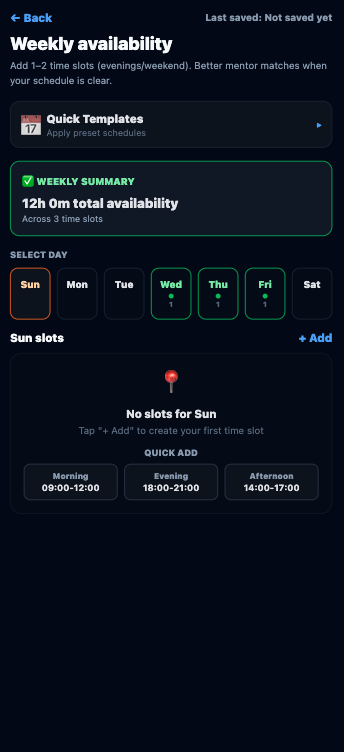 ← Back
Last saved: Not saved yet
Weekly availability
Add 1–2 time slots (evenings/weekend). Better mentor matches when
your schedule is clear.
17
Quick Templates
Apply preset schedules
✅ WEEKLY SUMMARY
12h 0m total availability
Across 3 time slots
SELECT DAY
Sun Mon Tue Wed Thu Fri Sat
1 1 1
Sun slots
+ Add
No slots for Sun
Tap "+ Add" to create your first time slot
QUICK ADD
Morning Evening Afternoon
09:00-12:00 18:00-21:00 14:00-17:00